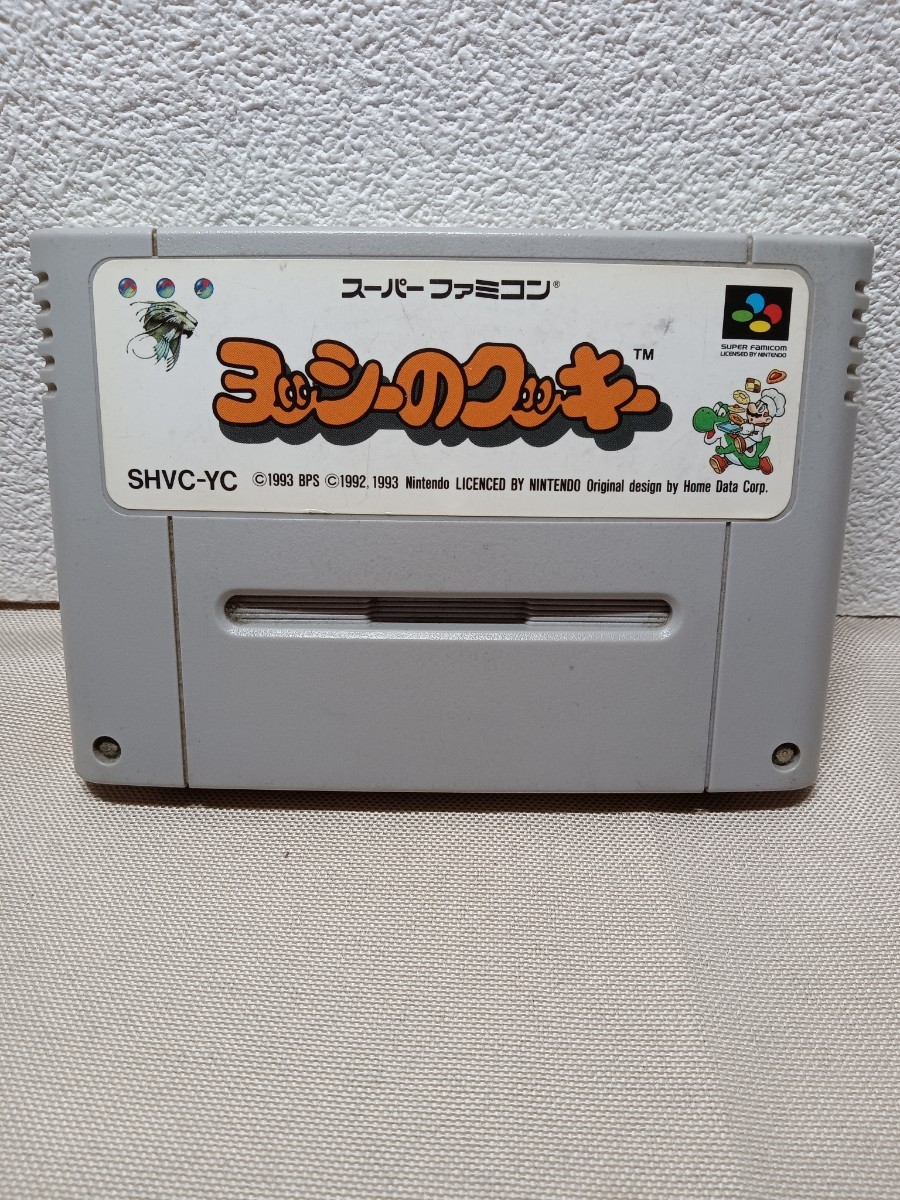 スーパーファミコン®
SUPER FAMICOM
LICENSED BY NINTENDO
ヨッシーのクッキー™
SHVC-YC ©1993 BPS ©1992, 1993 Nintendo LICENCED BY NINTENDO Original design by Home Data Corp.